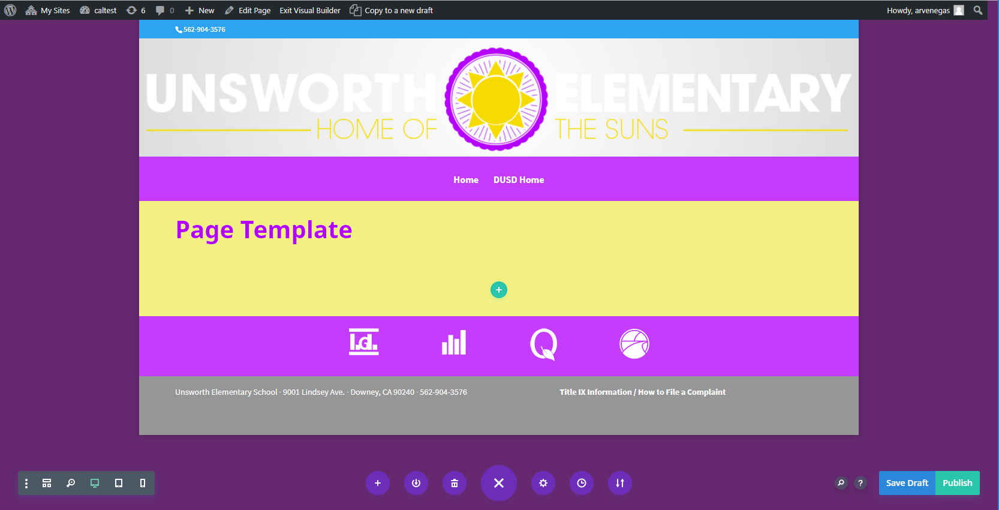 My Sites caltest 6 0 New Edit Page Exit Visual Builder Copy to a new draft Howdy, arvenegas
562-904-3576
UNSWORTH ELEMENTARY
HOME OF THE SUNS
Home DUSD Home
Page Template
I.G.
Unsworth Elementary School · 9001 Lindsey Ave. · Downey, CA 90240 · 562-904-3576 Title IX Information / How to File a Complaint
Save Draft Publish